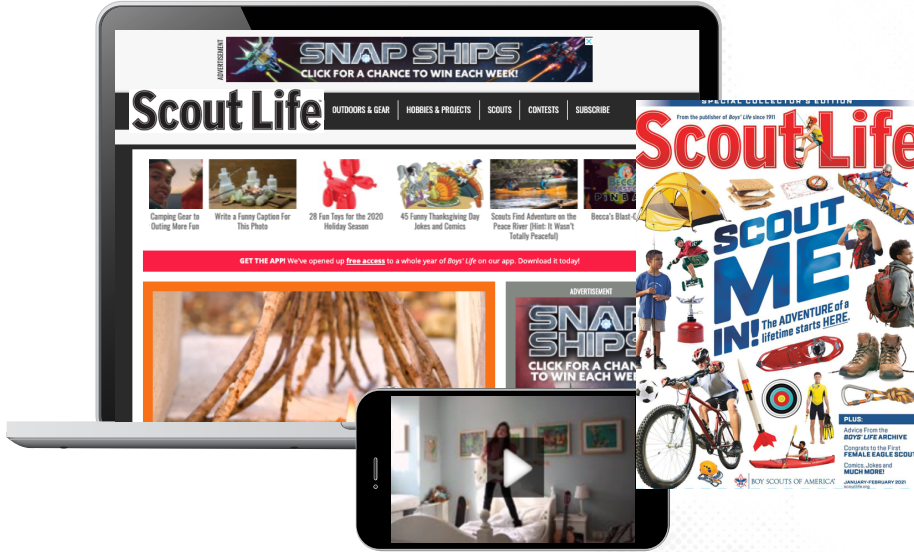 ADVERTISEMENT
SNAP SHIPS
CLICK FOR A CHANCE TO WIN EACH WEEK!
Scout Life
OUTDOORS & GEAR
HOBBIES & PROJECTS
SCOUTS
CONTESTS
SUBSCRIBE
Camping Gear to
Outing More Fun
Write a Funny Caption For
This Photo
28 Fun Toys for the 2020
Holiday Season
45 Funny Thanksgiving Day
Jokes and Comics
Scouts Find Adventure on the
Peace River (Hint: It Wasn't
Totally Peaceful)
Becca's Blast-
GET THE APP! We've opened up free access to a whole year of Boys' Life on our app. Download it today!
ADVERTISEMENT
SNAP
SHIPS
CLICK FOR A CHAN
TO WIN EACH WEE
SPECIAL COLLECTOR'S EDITION
From the publisher of Boys' Life since 1911
Scout Life
SCOUT
ME
IN!
The ADVENTURE of a
lifetime starts HERE.
PLUS:
Advice From the
BOYS' LIFE ARCHIVE
Congrats to the First
FEMALE EAGLE SCOUT
Comics, Jokes and
MUCH MORE!
BOY SCOUTS OF AMERICA
JANUARY-FEBRUARY 2021
scoutlife.org